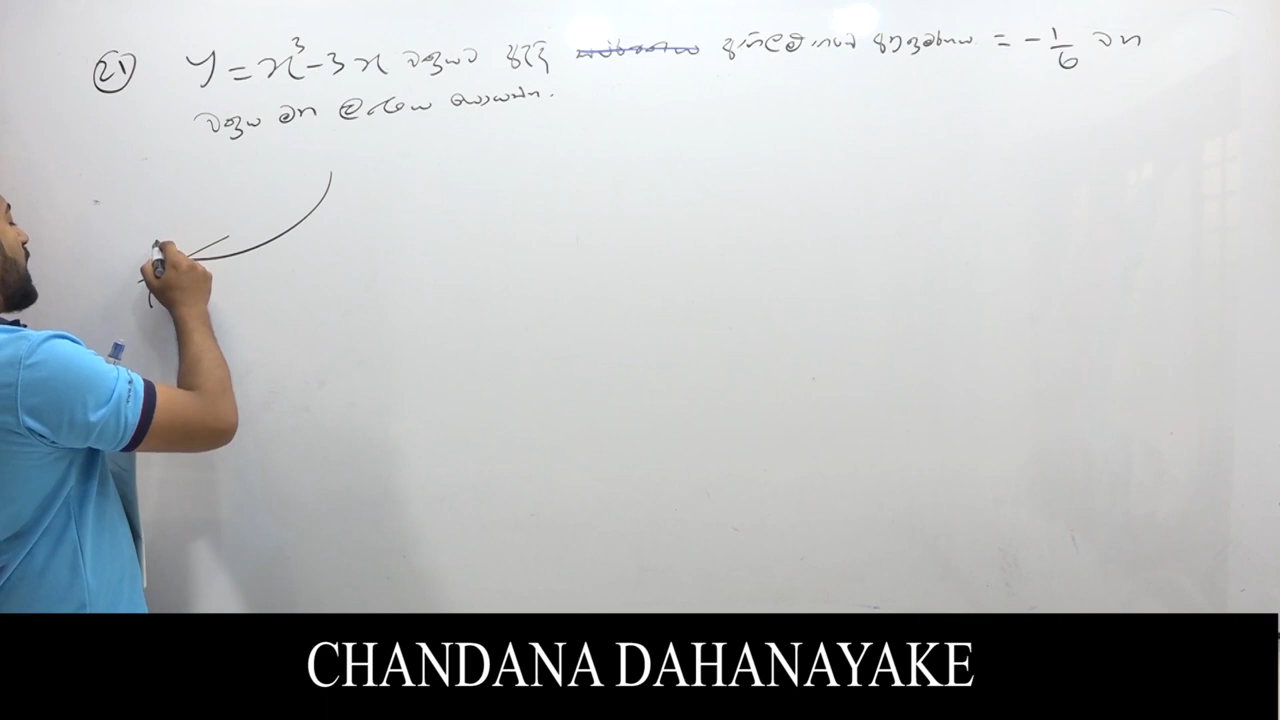 21 y = x³ - 3x වක්‍රයට ඇඳි අභිලම්භයේ අනුක්‍රමණය = -1/6 වන
වක්‍රය මත ලක්ෂ්‍ය සොයන්න.
CHANDANA DAHANAYAKE